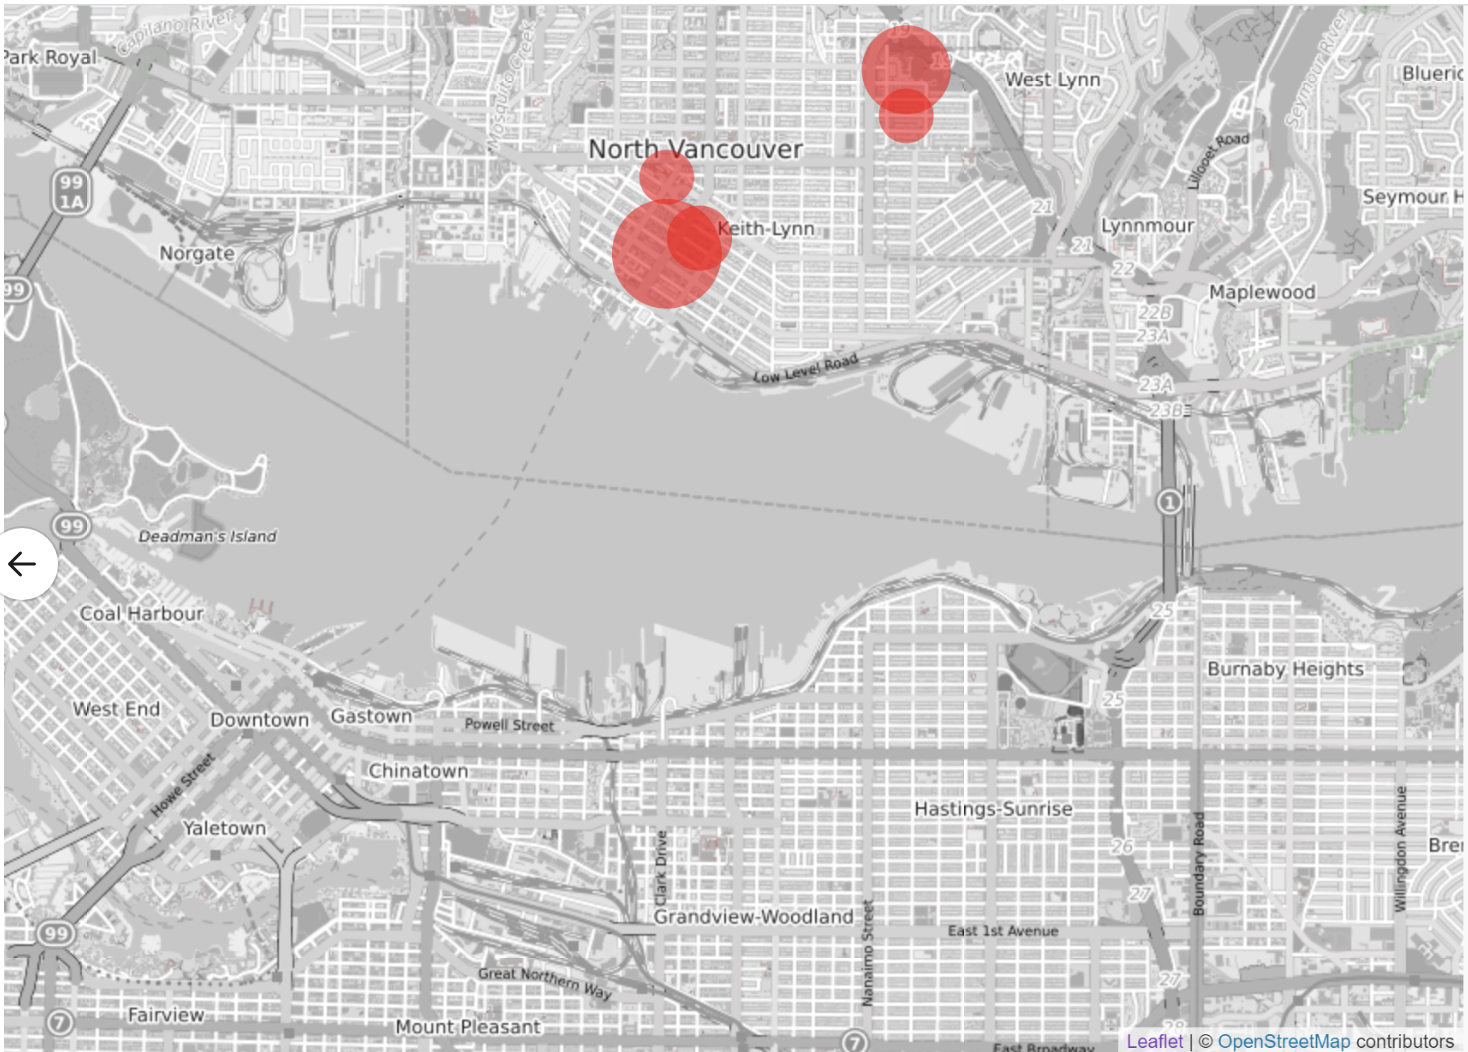 Capilano River
Park Royal
Mosquito Creek
19
19
West Lynn
Seymour River
Lillooet Road
North Vancouver
99
1A
21
Lynnmour
Keith-Lynn
21
22
Norgate
99
Maplewood
22B
23A
Low Level Road
23A
23B
1
99
Deadman's Island
Coal Harbour
25
Burnaby Heights
25
West End
Downtown
Gastown
Powell Street
Chinatown
Howe Street
Hastings-Sunrise
Yaletown
26
Clark Drive
Boundary Road
Willingdon Avenue
27
Grandview-Woodland
99
Nanaimo Street
East 1st Avenue
Great Northern Way
27
Fairview
7
Mount Pleasant
7
28
East Broadway
Leaflet | © OpenStreetMap contributors